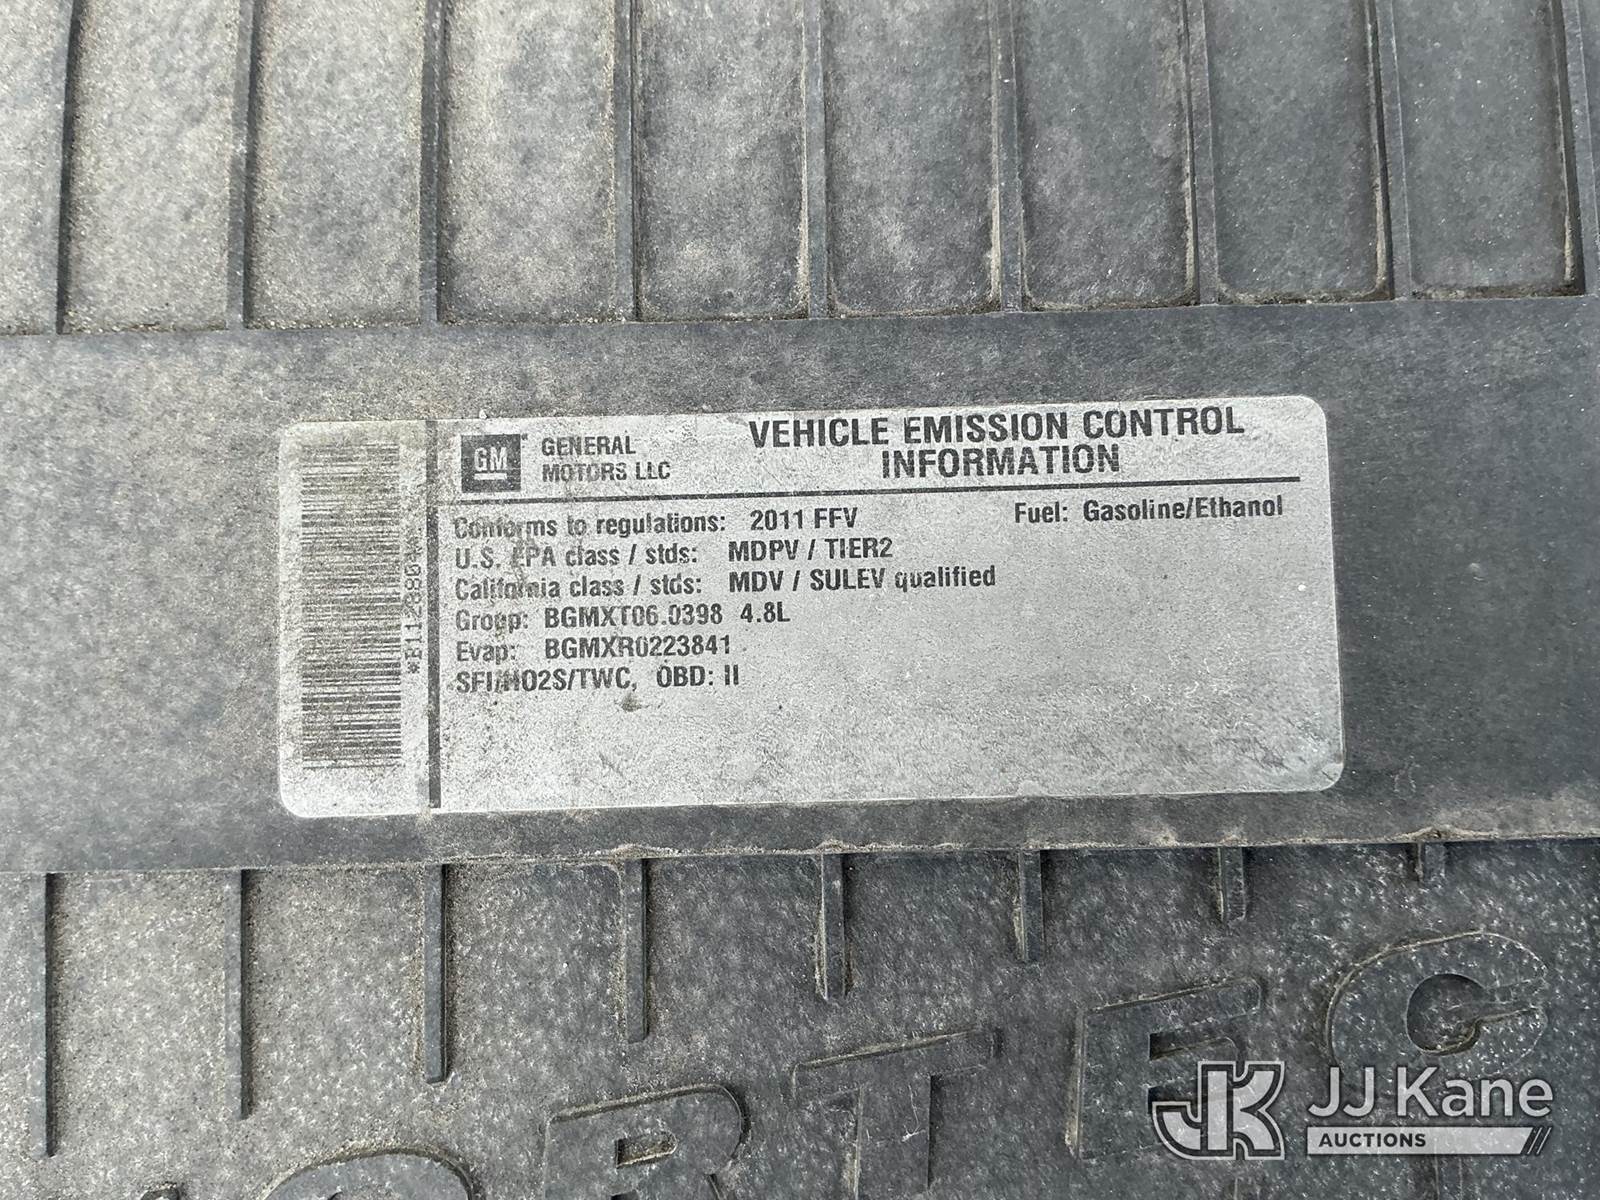 GM GENERAL MOTORS LLC
VEHICLE EMISSION CONTROL
INFORMATION
Conforms to regulations: 2011 FFV Fuel: Gasoline/Ethanol
U.S. EPA class / stds: MDPV / TIER2
California class / stds: MDV / SULEV qualified
Group: BGMXT06.0398 4.8L
Evap: BGMXR0223841
SFI/HO2S/TWC, OBD: II
ORTEC
JK JJ Kane
AUCTIONS